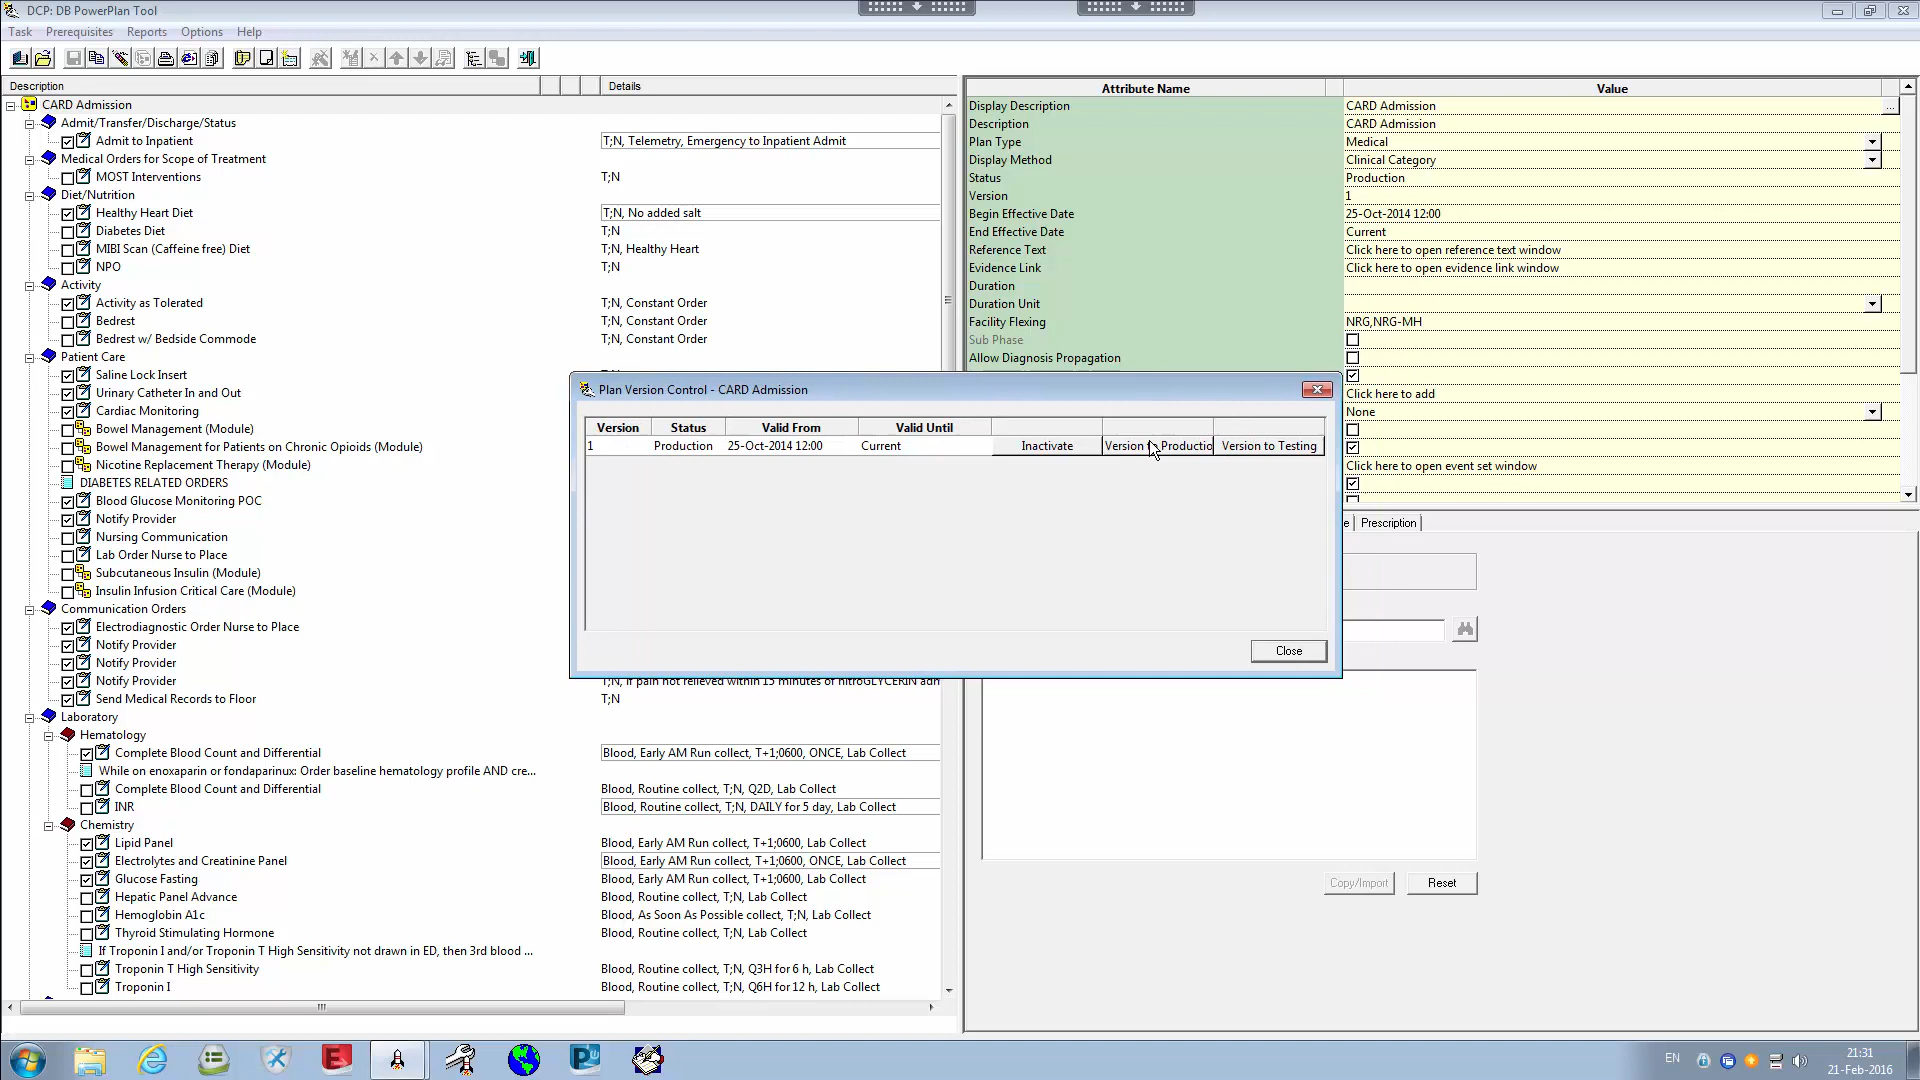 DCP: DB PowerPlan Tool
Task Prerequisites Reports Options Help
Description Details
CARD Admission
Admit/Transfer/Discharge/Status
Admit to Inpatient T;N, Telemetry, Emergency to Inpatient Admit
Medical Orders for Scope of Treatment
MOST Interventions T;N
Diet/Nutrition
Healthy Heart Diet T;N, No added salt
Diabetes Diet T;N
MIBI Scan (Caffeine free) Diet T;N, Healthy Heart
NPO T;N
Activity
Activity as Tolerated T;N, Constant Order
Bedrest T;N, Constant Order
Bedrest w/ Bedside Commode T;N, Constant Order
Patient Care
Saline Lock Insert
Urinary Catheter In and Out
Cardiac Monitoring
Bowel Management (Module)
Bowel Management for Patients on Chronic Opioids (Module)
Nicotine Replacement Therapy (Module)
DIABETES RELATED ORDERS
Blood Glucose Monitoring POC
Notify Provider
Nursing Communication
Lab Order Nurse to Place
Subcutaneous Insulin (Module)
Insulin Infusion Critical Care (Module)
Communication Orders
Electrodiagnostic Order Nurse to Place
Notify Provider
Notify Provider
Notify Provider T;N, If pain not relieved within 15 minutes of nitroGLYCERIN adm
Send Medical Records to Floor T;N
Laboratory
Hematology
Complete Blood Count and Differential Blood, Early AM Run collect, T+1;0600, ONCE, Lab Collect
While on enoxaparin or fondaparinux: Order baseline hematology profile AND cre...
Complete Blood Count and Differential Blood, Routine collect, T;N, Q2D, Lab Collect
INR Blood, Routine collect, T;N, DAILY for 5 day, Lab Collect
Chemistry
Lipid Panel Blood, Early AM Run collect, T+1;0600, Lab Collect
Electrolytes and Creatinine Panel Blood, Early AM Run collect, T+1;0600, ONCE, Lab Collect
Glucose Fasting Blood, Early AM Run collect, T+1;0600, Lab Collect
Hepatic Panel Advance Blood, Routine collect, T;N, Lab Collect
Hemoglobin A1c Blood, As Soon As Possible collect, T;N, Lab Collect
Thyroid Stimulating Hormone Blood, Routine collect, T;N, Lab Collect
If Troponin I and/or Troponin T High Sensitivity not drawn in ED, then 3rd blood ...
Troponin T High Sensitivity Blood, Routine collect, T;N, Q3H for 6 h, Lab Collect
Troponin I Blood, Routine collect, T;N, Q6H for 12 h, Lab Collect
Attribute Name Value
Display Description CARD Admission ...
Description CARD Admission
Plan Type Medical
Display Method Clinical Category
Status Production
Version 1
Begin Effective Date 25-Oct-2014 12:00
End Effective Date Current
Reference Text Click here to open reference text window
Evidence Link Click here to open evidence link window
Duration
Duration Unit
Facility Flexing NRG,NRG-MH
Sub Phase
Allow Diagnosis Propagation
Click here to add
None
Click here to open event set window
Plan Version Control - CARD Admission
Version Status Valid From Valid Until
1 Production 25-Oct-2014 12:00 Current Inactivate Version to Productio Version to Testing
Close
e Prescription
Copy/Import Reset
EN 21:31
21-Feb-2016